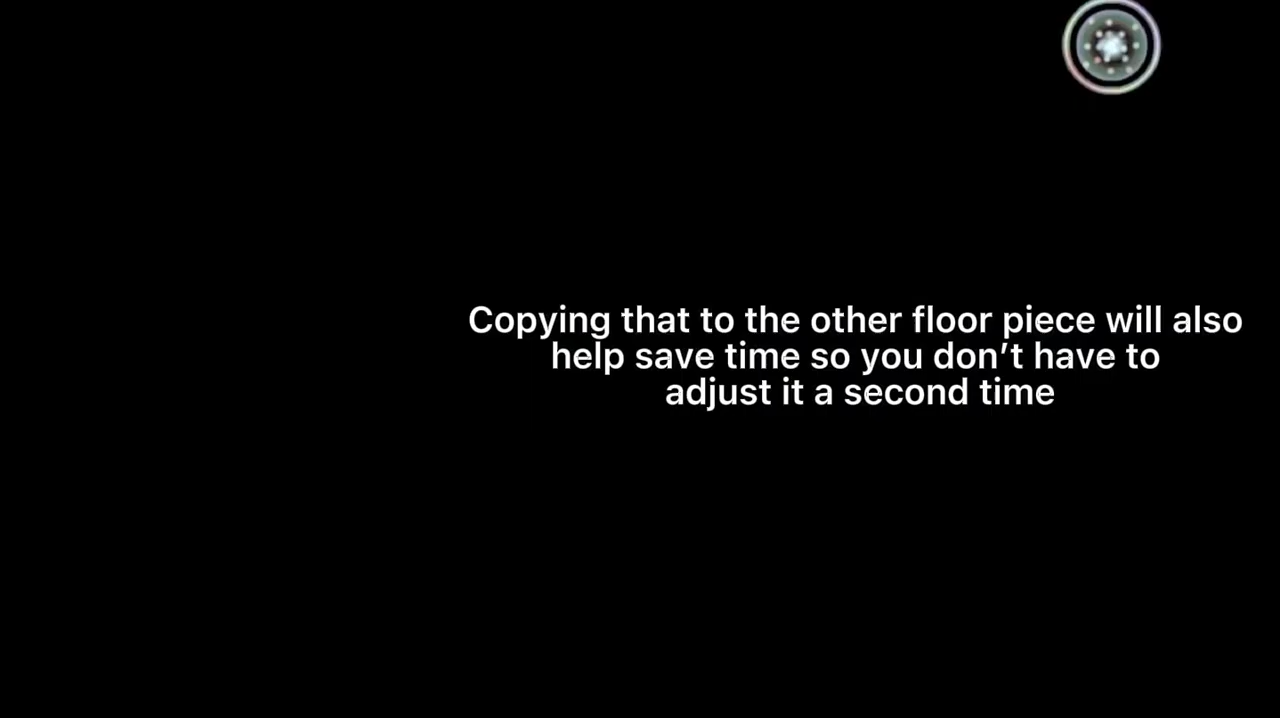 Copying that to the other floor piece will also
help save time so you don’t have to
adjust it a second time